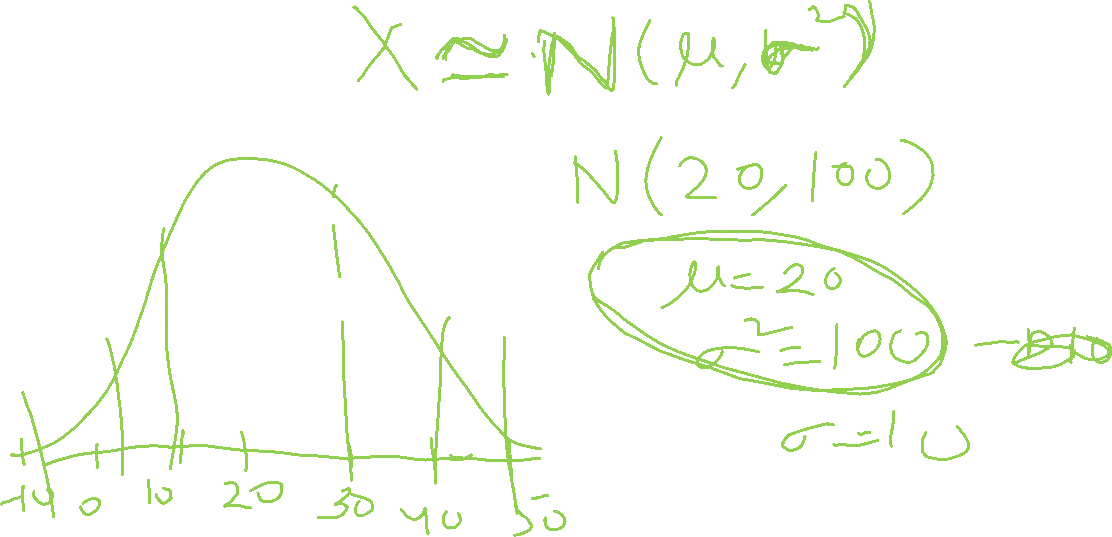 X ≃ N(μ, σ²)
N(20, 100)
μ = 20
σ² = 100
σ = 10
-10 0 10 20 30 40 50